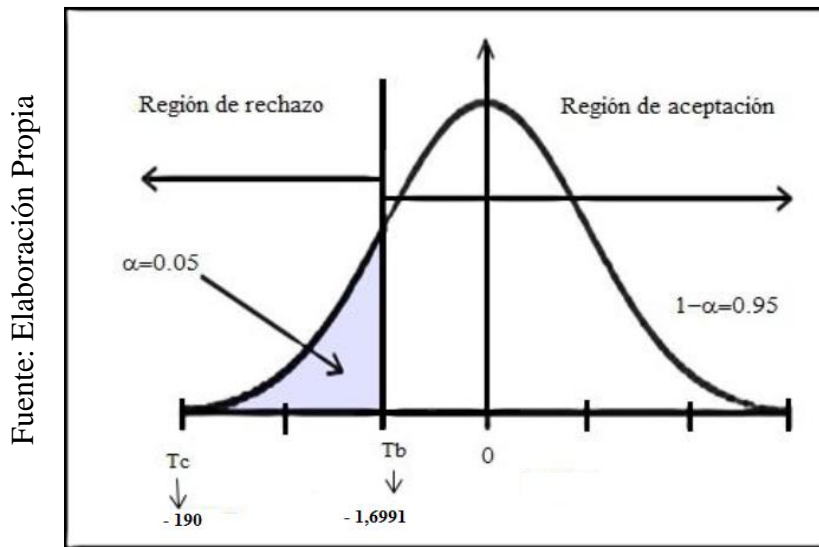 Fuente: Elaboración Propia
Región de rechazo
Región de aceptación
α=0.05
1−α=0.95
Tc
Tb
0
- 190
- 1,6991